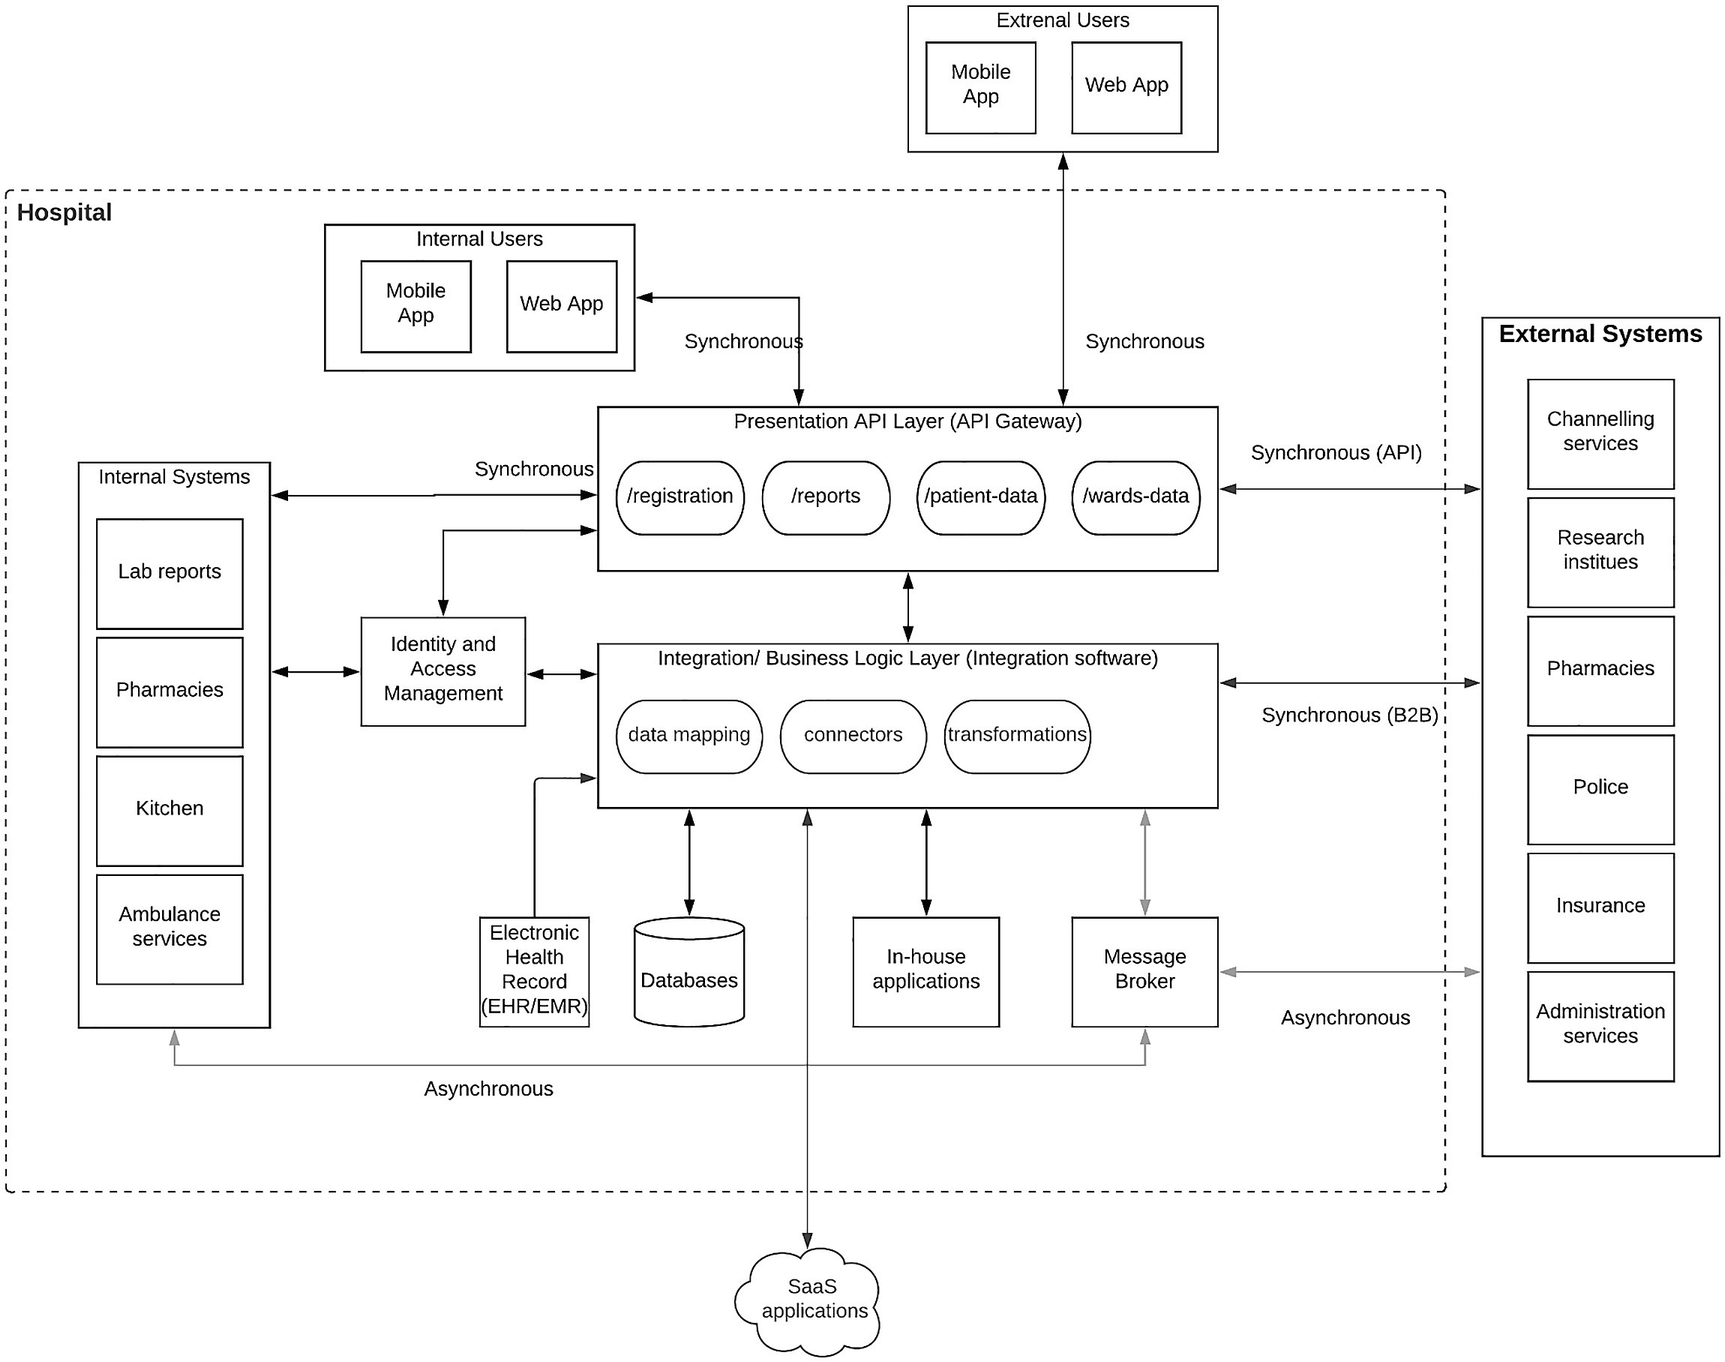 Extrenal Users
Mobile
App
Web App
Hospital
Internal Users
Mobile
App
Web App
Synchronous
Synchronous
External Systems
Channelling
services
Research
institues
Pharmacies
Police
Insurance
Administration
services
Presentation API Layer (API Gateway)
/registration
/reports
/patient-data
/wards-data
Synchronous (API)
Synchronous
Internal Systems
Lab reports
Pharmacies
Kitchen
Ambulance
services
Identity and
Access
Management
Integration/ Business Logic Layer (Integration software)
data mapping
connectors
transformations
Synchronous (B2B)
Electronic
Health
Record
(EHR/EMR)
Databases
In-house
applications
Message
Broker
Asynchronous
Asynchronous
SaaS
applications